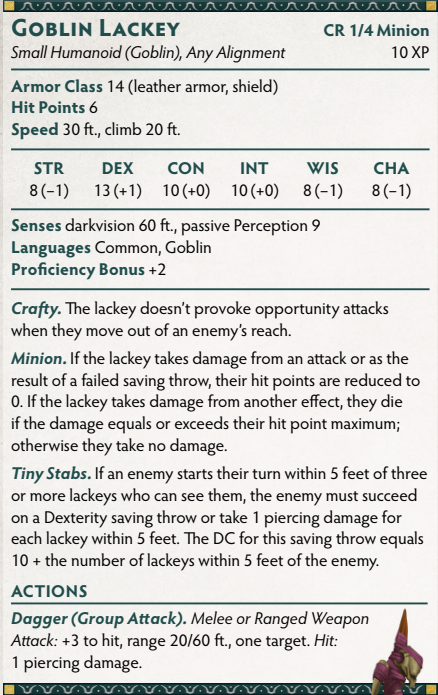 Goblin Lackey CR 1/4 Minion
Small Humanoid (Goblin), Any Alignment 10 XP
Armor Class 14 (leather armor, shield)
Hit Points 6
Speed 30 ft., climb 20 ft.
STR DEX CON INT WIS CHA
8 (−1) 13 (+1) 10 (+0) 10 (+0) 8 (−1) 8 (−1)
Senses darkvision 60 ft., passive Perception 9
Languages Common, Goblin
Proficiency Bonus +2
Crafty. The lackey doesn’t provoke opportunity attacks
when they move out of an enemy’s reach.
Minion. If the lackey takes damage from an attack or as the
result of a failed saving throw, their hit points are reduced to
0. If the lackey takes damage from another effect, they die
if the damage equals or exceeds their hit point maximum;
otherwise they take no damage.
Tiny Stabs. If an enemy starts their turn within 5 feet of three
or more lackeys who can see them, the enemy must succeed
on a Dexterity saving throw or take 1 piercing damage for
each lackey within 5 feet. The DC for this saving throw equals
10 + the number of lackeys within 5 feet of the enemy.
Actions
Dagger (Group Attack). Melee or Ranged Weapon
Attack: +3 to hit, range 20/60 ft., one target. Hit:
1 piercing damage.